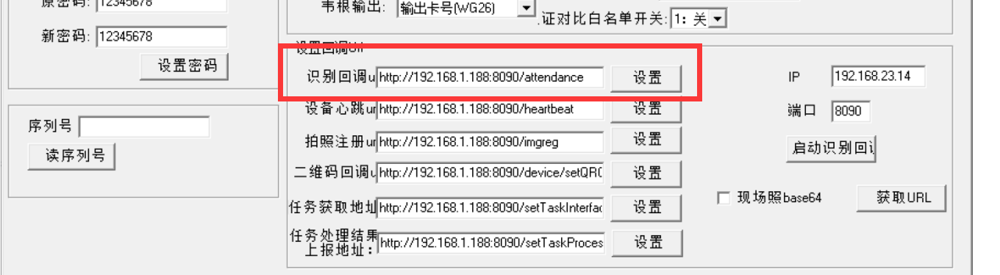 原密码: 12345678
新密码: 12345678
设置密码
序列号
读序列号
韦根输出: 输出卡号(WG26)
证对比白名单开关: 1: 关
设置回调Url
识别回调u http://192.168.1.188:8090/attendance 设置
设备心跳ur http://192.168.1.188:8090/heartbeat 设置
拍照注册ur http://192.168.1.188:8090/imgreg 设置
二维码回调u http://192.168.1.188:8090/device/setQR 设置
任务获取地址 http://192.168.1.188:8090/setTaskInterfac 设置
任务处理结果
上报地址: http://192.168.1.188:8090/setTaskProces 设置
IP 192.168.23.14
端口 8090
启动识别回
现场照base64 获取URL